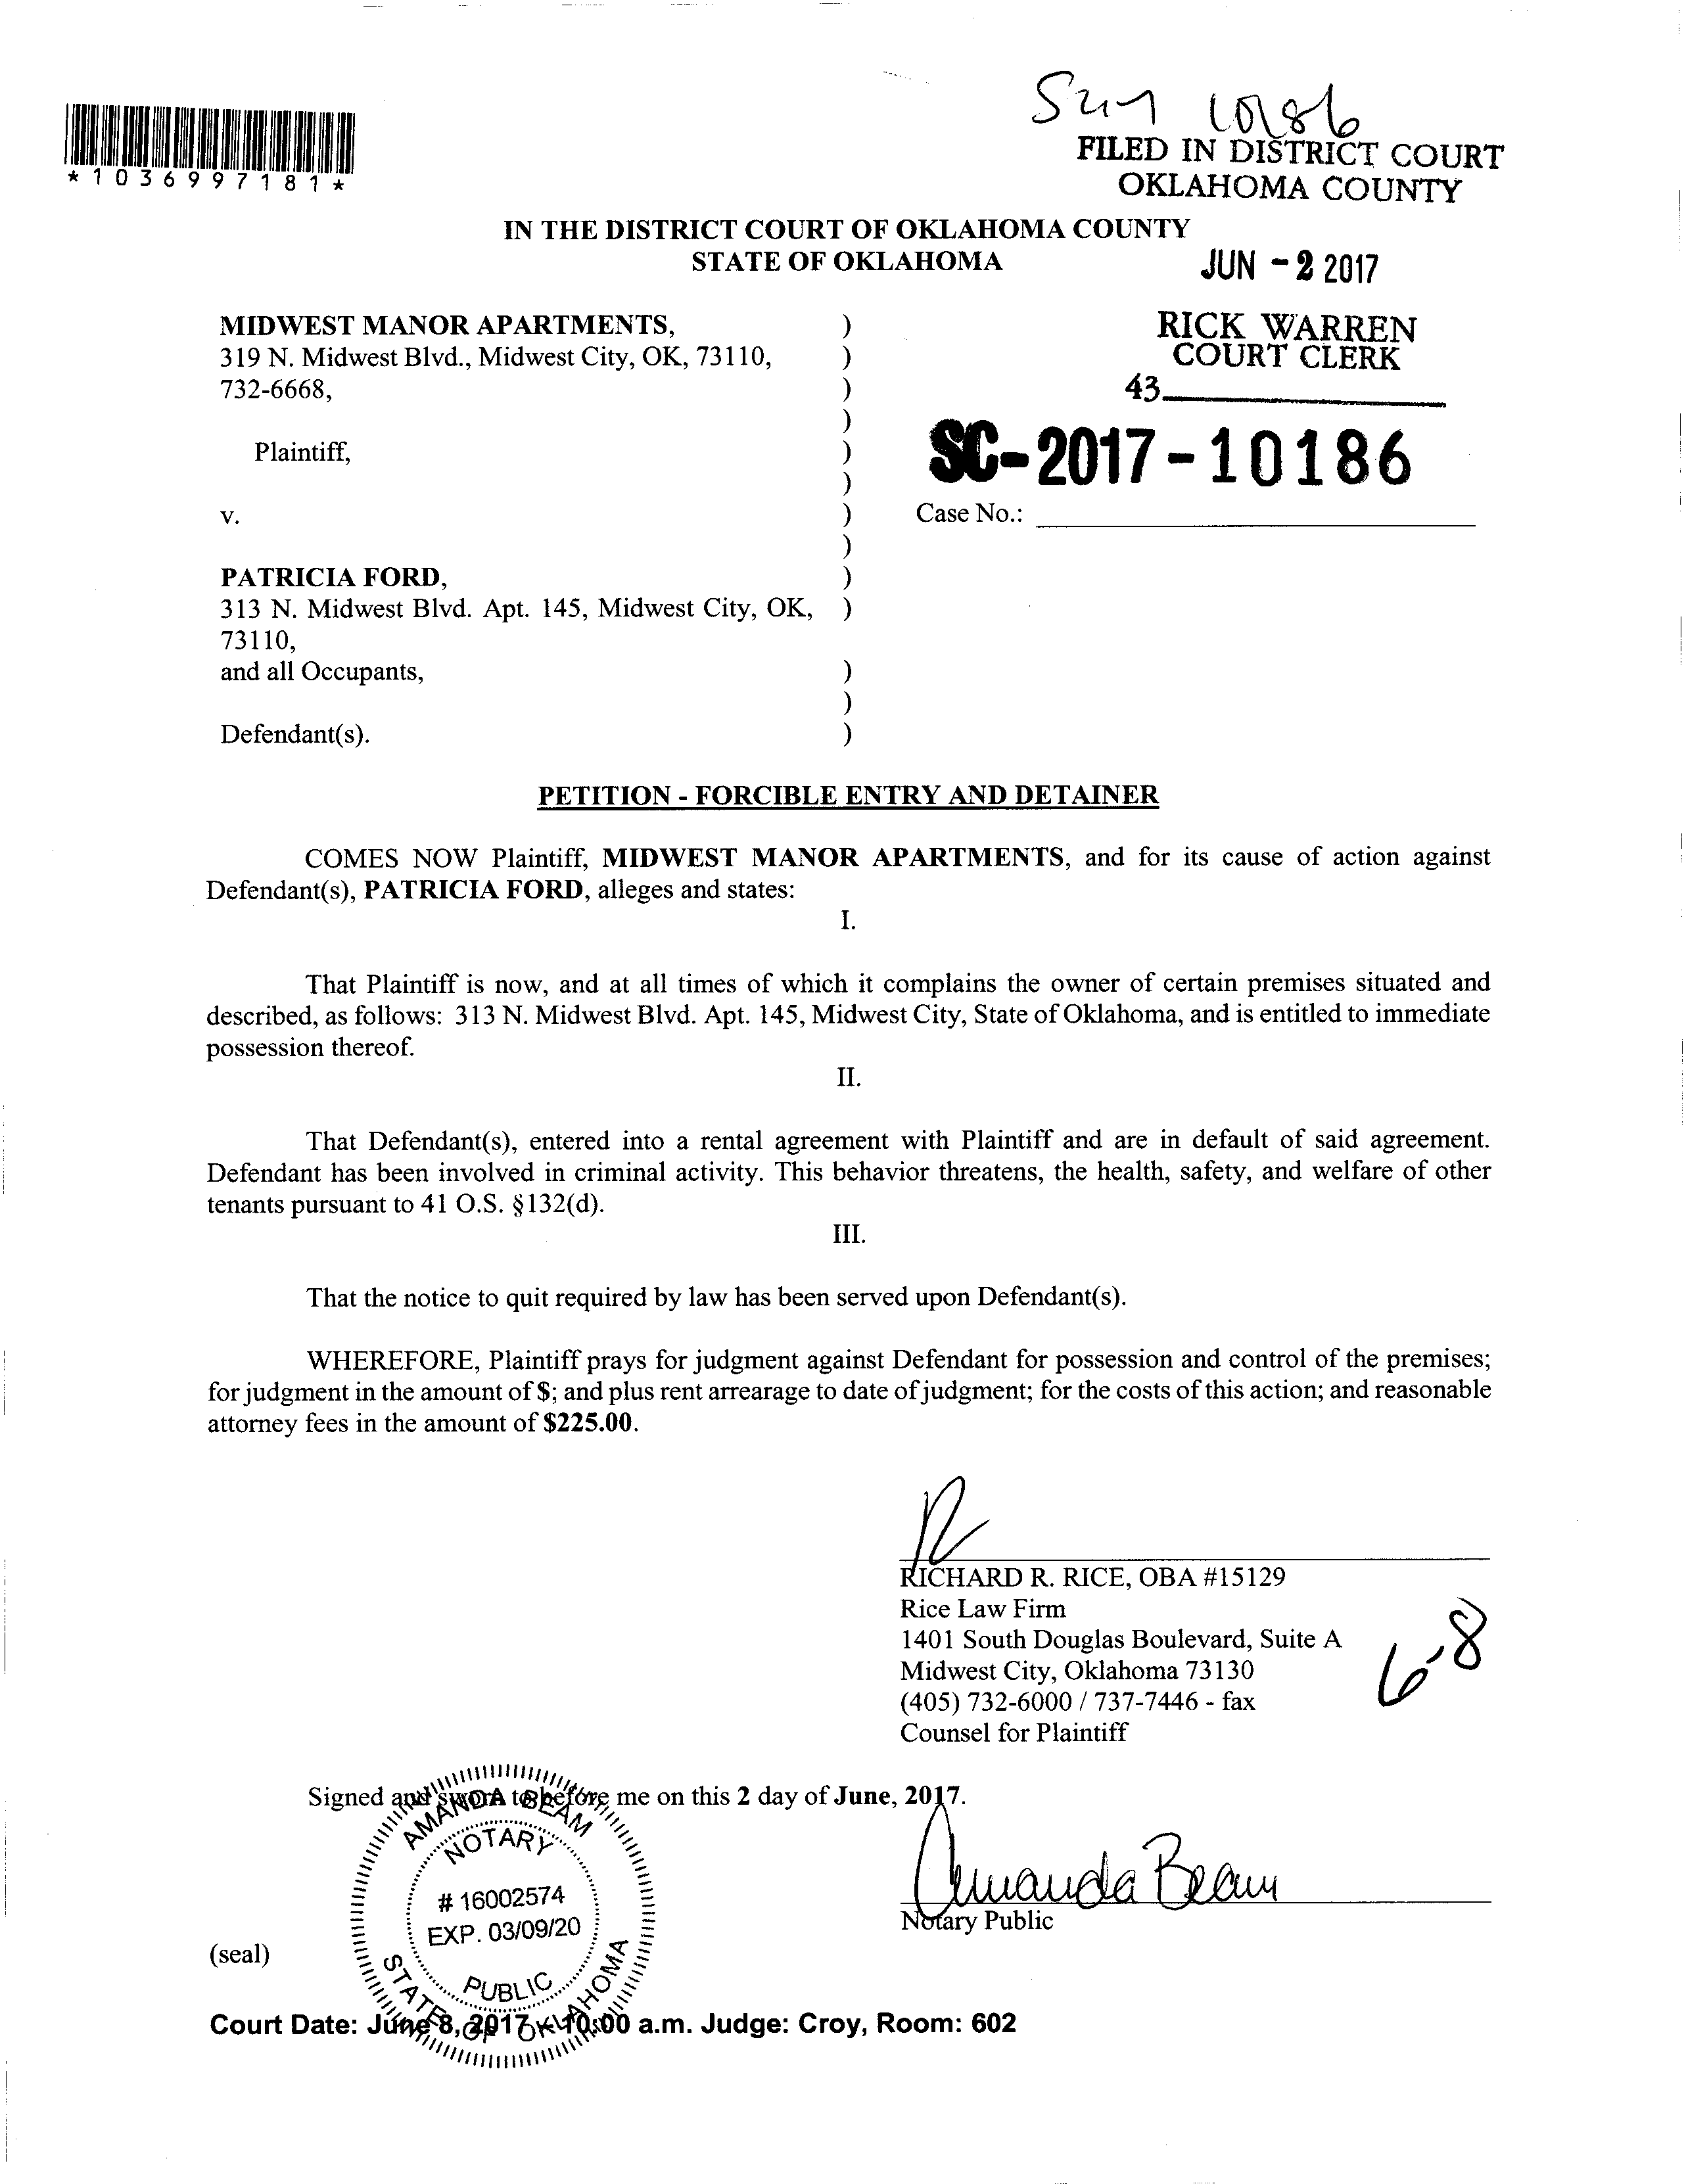 10186
FILED IN DISTRICT COURT
OKLAHOMA COUNTY
*1036997181*
IN THE DISTRICT COURT OF OKLAHOMA COUNTY
STATE OF OKLAHOMA
JUN - 2 2017
RICK WARREN
COURT CLERK
43
MIDWEST MANOR APARTMENTS, )
319 N. Midwest Blvd., Midwest City, OK, 73110, )
732-6668, )
)
Plaintiff, )
)
SC-2017-10186
v. ) Case No.:
)
PATRICIA FORD, )
313 N. Midwest Blvd. Apt. 145, Midwest City, OK, )
73110,
and all Occupants, )
)
Defendant(s). )
PETITION - FORCIBLE ENTRY AND DETAINER
COMES NOW Plaintiff, MIDWEST MANOR APARTMENTS, and for its cause of action against
Defendant(s), PATRICIA FORD, alleges and states:
I.
That Plaintiff is now, and at all times of which it complains the owner of certain premises situated and
described, as follows: 313 N. Midwest Blvd. Apt. 145, Midwest City, State of Oklahoma, and is entitled to immediate
possession thereof.
II.
That Defendant(s), entered into a rental agreement with Plaintiff and are in default of said agreement.
Defendant has been involved in criminal activity. This behavior threatens, the health, safety, and welfare of other
tenants pursuant to 41 O.S. §132(d).
III.
That the notice to quit required by law has been served upon Defendant(s).
WHEREFORE, Plaintiff prays for judgment against Defendant for possession and control of the premises;
for judgment in the amount of $; and plus rent arrearage to date of judgment; for the costs of this action; and reasonable
attorney fees in the amount of $225.00.
RICHARD R. RICE, OBA #15129
Rice Law Firm
1401 South Douglas Boulevard, Suite A
Midwest City, Oklahoma 73130
(405) 732-6000 / 737-7446 - fax
Counsel for Plaintiff
6-8
Signed and sworn to before me on this 2 day of June, 2017.
AMANDA BEAM
NOTARY
# 16002574
EXP. 03/09/20
PUBLIC
STATE OF OKLAHOMA
Amanda Beam
Notary Public
(seal)
Court Date: June 8, 2017 - 10:00 a.m. Judge: Croy, Room: 602